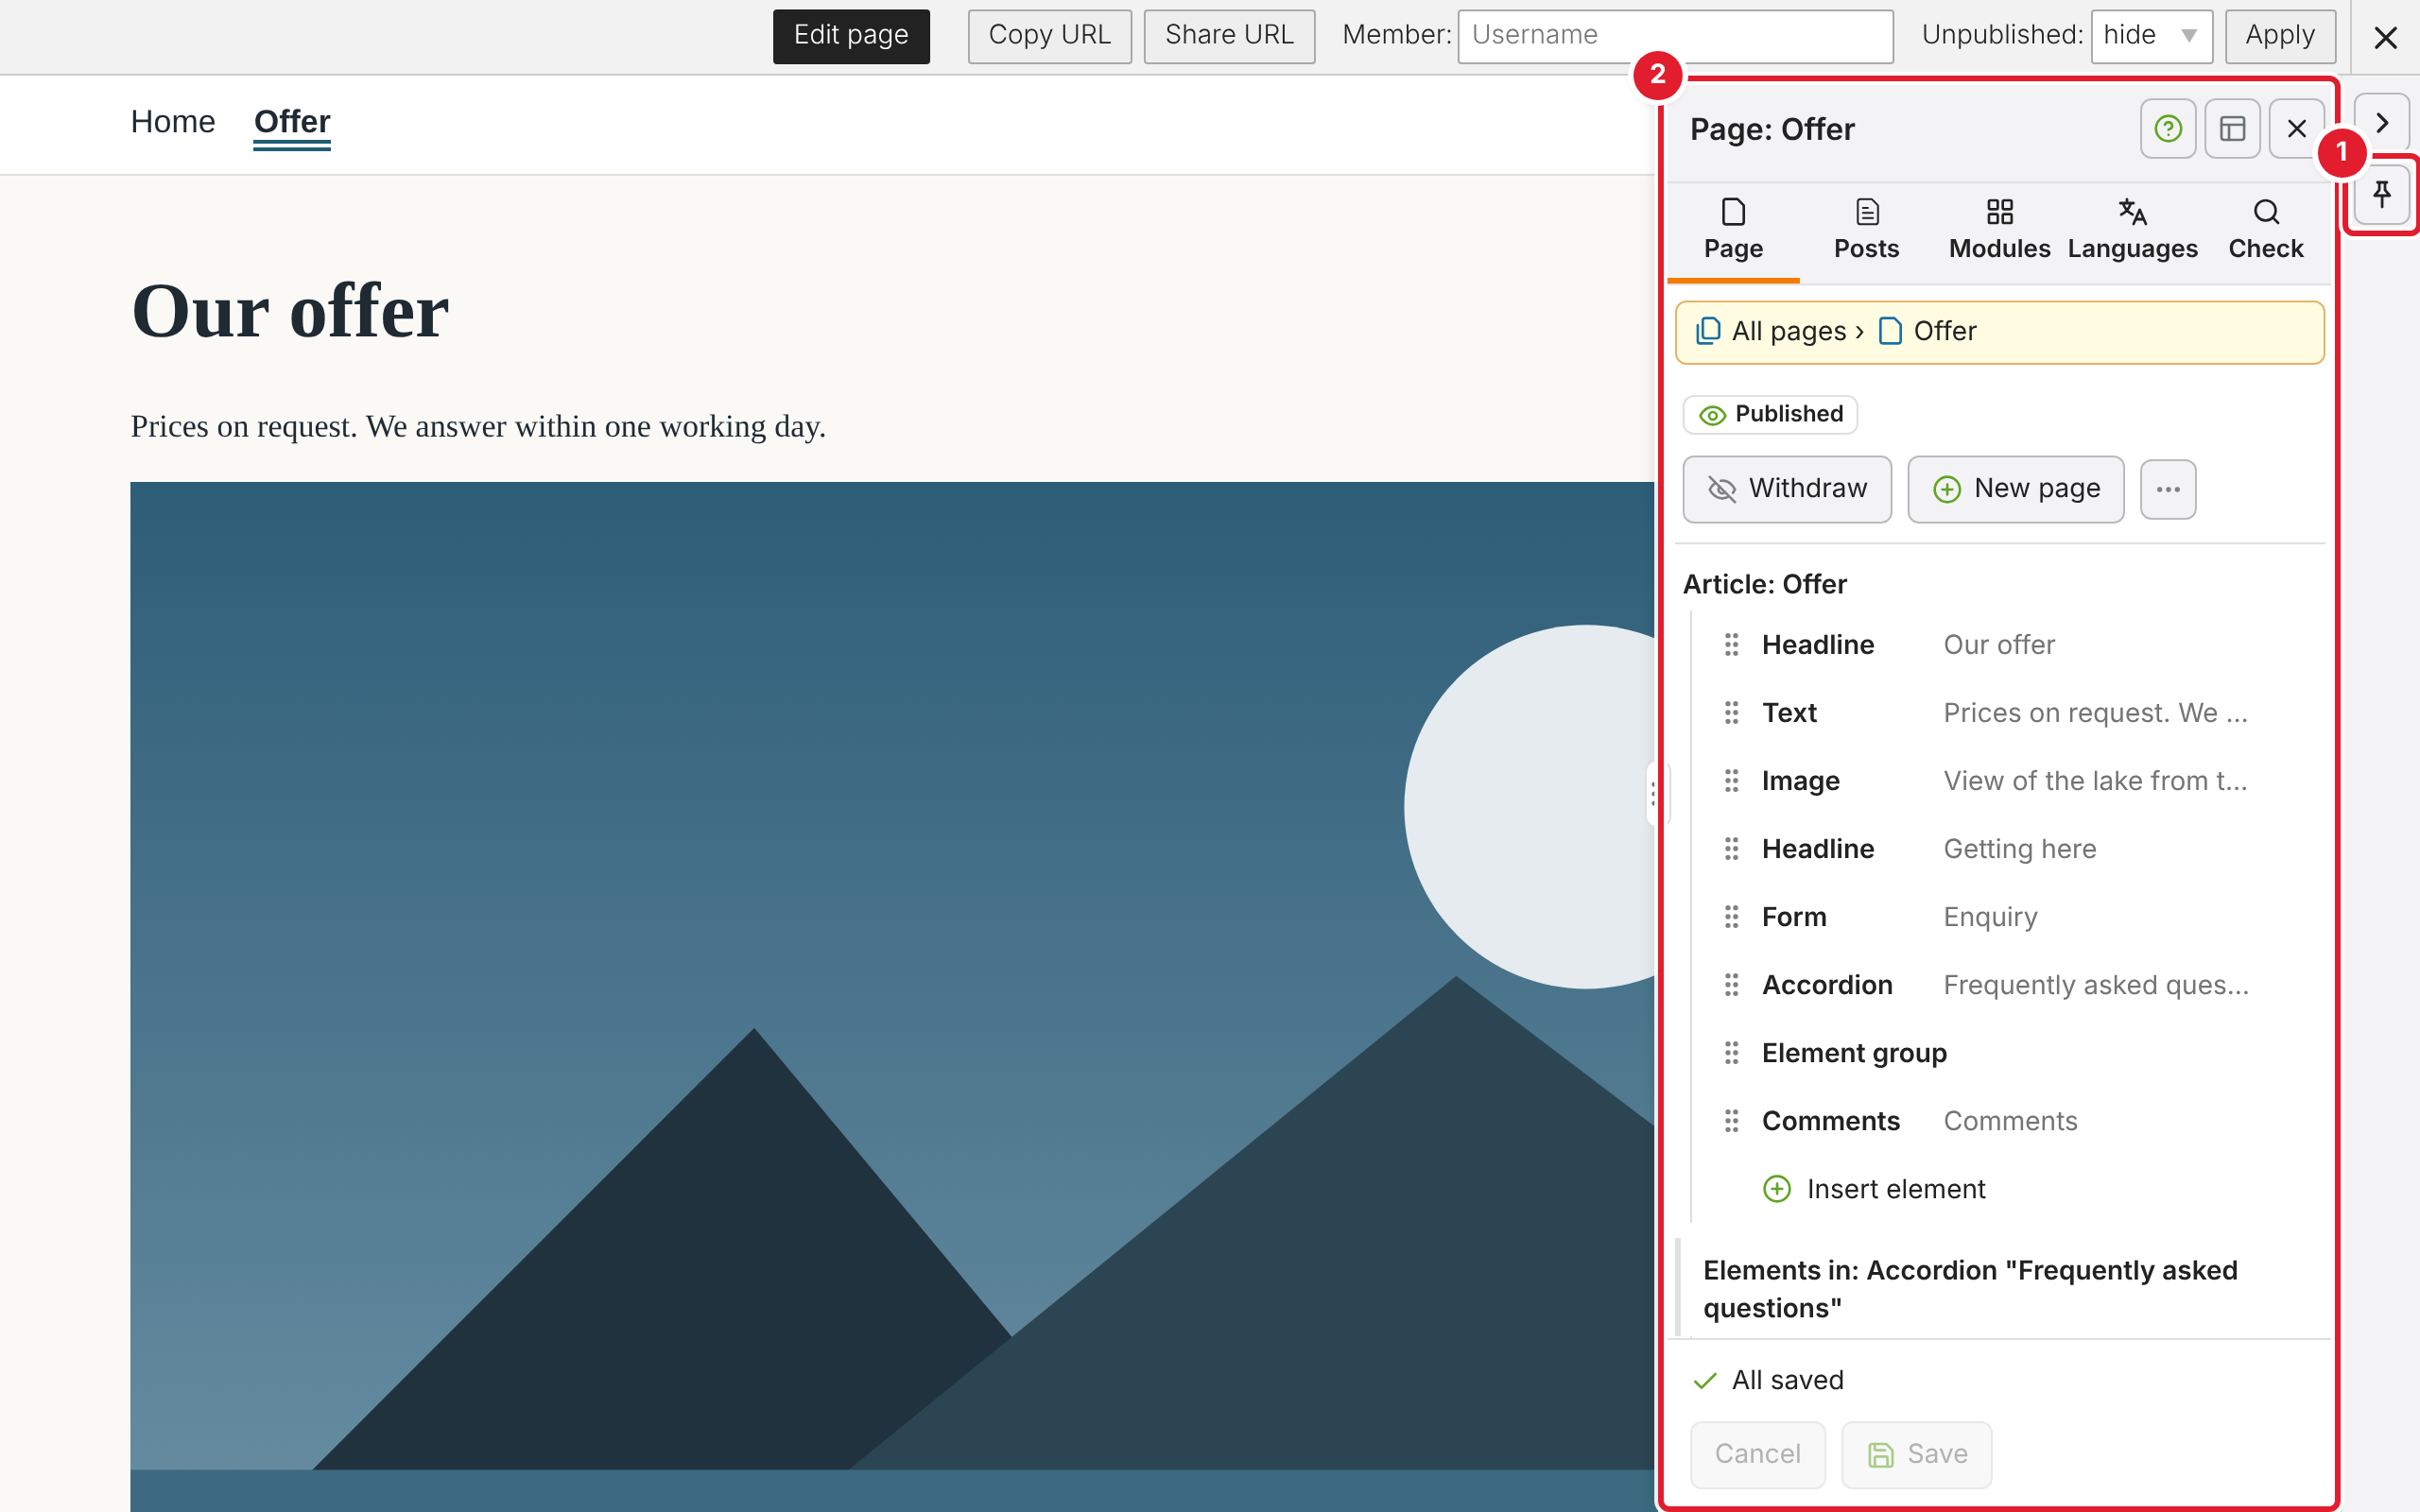 Edit page
Copy URL
Share URL
Member:
Username
Unpublished:
hide
Apply
2
Home
Offer
Page: Offer
1
Page
Posts
Modules
Languages
Check
All pages › Offer
Our offer
Published
Prices on request. We answer within one working day.
Withdraw
New page
Article: Offer
Headline Our offer
Text Prices on request. We ...
Image View of the lake from t...
Headline Getting here
Form Enquiry
Accordion Frequently asked ques...
Element group
Comments Comments
Insert element
Elements in: Accordion "Frequently asked
questions"
All saved
Cancel
Save